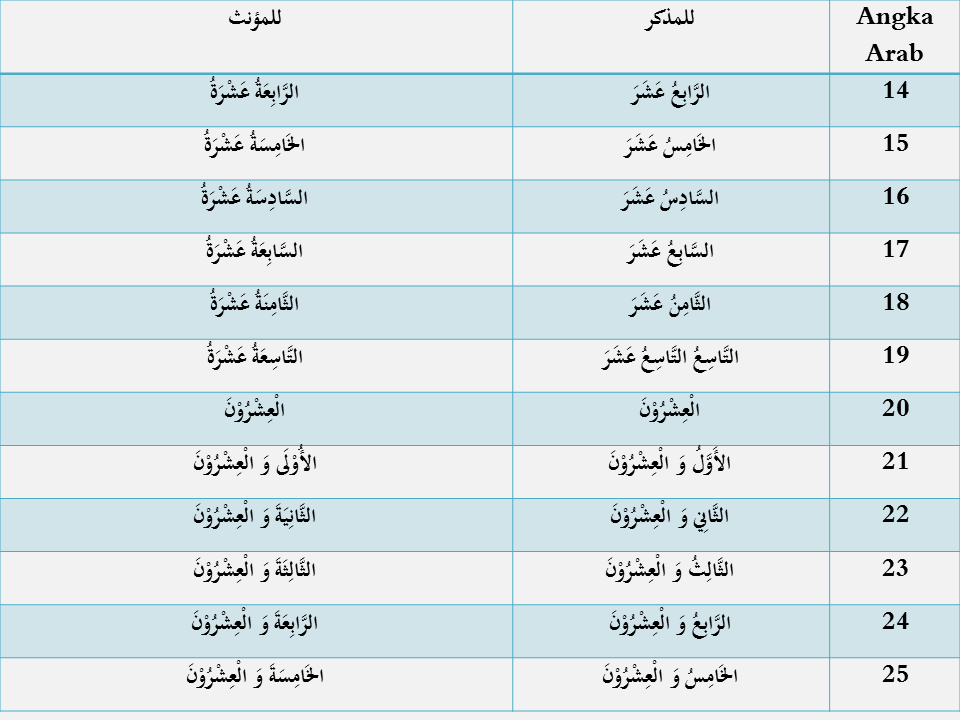 Angka
Arab للمذكر للمؤنث
14 الرَّابِعُ عَشَرَ الرَّابِعَةُ عَشْرَةُ
15 الخَامِسُ عَشَرَ الخَامِسَةُ عَشْرَةُ
16 السَّادِسُ عَشَرَ السَّادِسَةُ عَشْرَةُ
17 السَّابِعُ عَشَرَ السَّابِعَةُ عَشْرَةُ
18 الثَّامِنُ عَشَرَ الثَّامِنَةُ عَشْرَةُ
19 التَّاسِعُ التَّاسِعُ عَشَرَ التَّاسِعَةُ عَشْرَةُ
20 الْعِشْرُوْنَ الْعِشْرُوْنَ
21 الأَوَّلُ وَ الْعِشْرُوْنَ الأُوْلَى وَ الْعِشْرُوْنَ
22 الثَّانِي وَ الْعِشْرُوْنَ الثَّانِيَةَ وَ الْعِشْرُوْنَ
23 الثَّالِثُ وَ الْعِشْرُوْنَ الثَّالِثَةَ وَ الْعِشْرُوْنَ
24 الرَّابِعُ وَ الْعِشْرُوْنَ الرَّابِعَةَ وَ الْعِشْرُوْنَ
25 الخَامِسُ وَ الْعِشْرُوْنَ الخَامِسَةَ وَ الْعِشْرُوْنَ